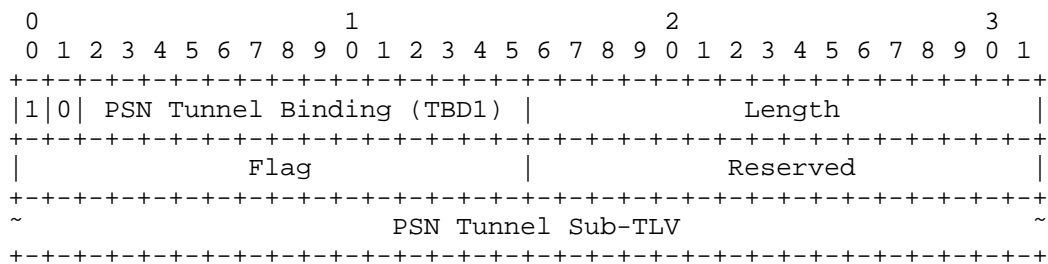 0                   1                   2                   3
 0 1 2 3 4 5 6 7 8 9 0 1 2 3 4 5 6 7 8 9 0 1 2 3 4 5 6 7 8 9 0 1
+-+-+-+-+-+-+-+-+-+-+-+-+-+-+-+-+-+-+-+-+-+-+-+-+-+-+-+-+-+-+-+-+
|1|0| PSN Tunnel Binding (TBD1) |             Length            |
+-+-+-+-+-+-+-+-+-+-+-+-+-+-+-+-+-+-+-+-+-+-+-+-+-+-+-+-+-+-+-+-+
|              Flag             |            Reserved           |
+-+-+-+-+-+-+-+-+-+-+-+-+-+-+-+-+-+-+-+-+-+-+-+-+-+-+-+-+-+-+-+-+
~                       PSN Tunnel Sub-TLV                      ~
+-+-+-+-+-+-+-+-+-+-+-+-+-+-+-+-+-+-+-+-+-+-+-+-+-+-+-+-+-+-+-+-+